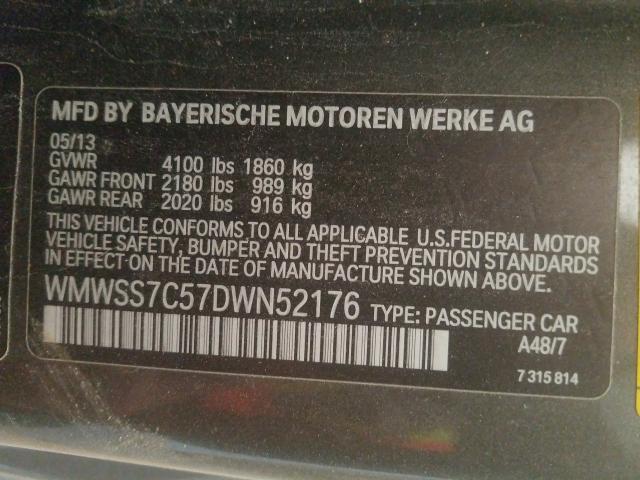 MFD BY BAYERISCHE MOTOREN WERKE AG
05/13
GVWR 4100 lbs 1860 kg
GAWR FRONT 2180 lbs 989 kg
GAWR REAR 2020 lbs 916 kg
THIS VEHICLE CONFORMS TO ALL APPLICABLE U.S.FEDERAL MOTOR
VEHICLE SAFETY, BUMPER AND THEFT PREVENTION STANDARDS
IN EFFECT ON THE DATE OF MANUFACTURE SHOWN ABOVE.
WMWSS7C57DWN52176 TYPE: PASSENGER CAR
A48/7
7 315 814